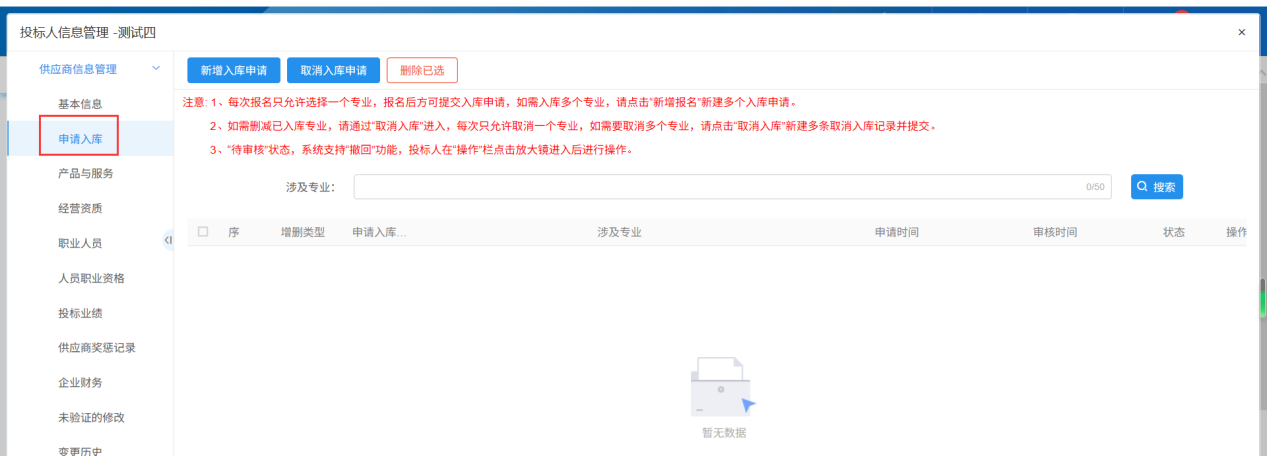 投标人信息管理 -测试四
×
供应商信息管理
新增入库申请 取消入库申请 删除已选
基本信息
注意: 1、每次报名只允许选择一个专业，报名后方可提交入库申请，如需入库多个专业，请点击"新增报名"新建多个入库申请。
申请入库
2、如需删减已入库专业，请通过"取消入库"进入，每次只允许取消一个专业，如需要取消多个专业，请点击"取消入库"新建多条取消入库记录并提交。
3、"待审核"状态，系统支持"撤回"功能，投标人在"操作"栏点击放大镜进入后进行操作。
产品与服务
涉及专业： 0/50 搜索
经营资质
序 增删类型 申请入库... 涉及专业 申请时间 审核时间 状态 操作
职业人员
人员职业资格
投标业绩
供应商奖惩记录
企业财务
未验证的修改
暂无数据
变更历史